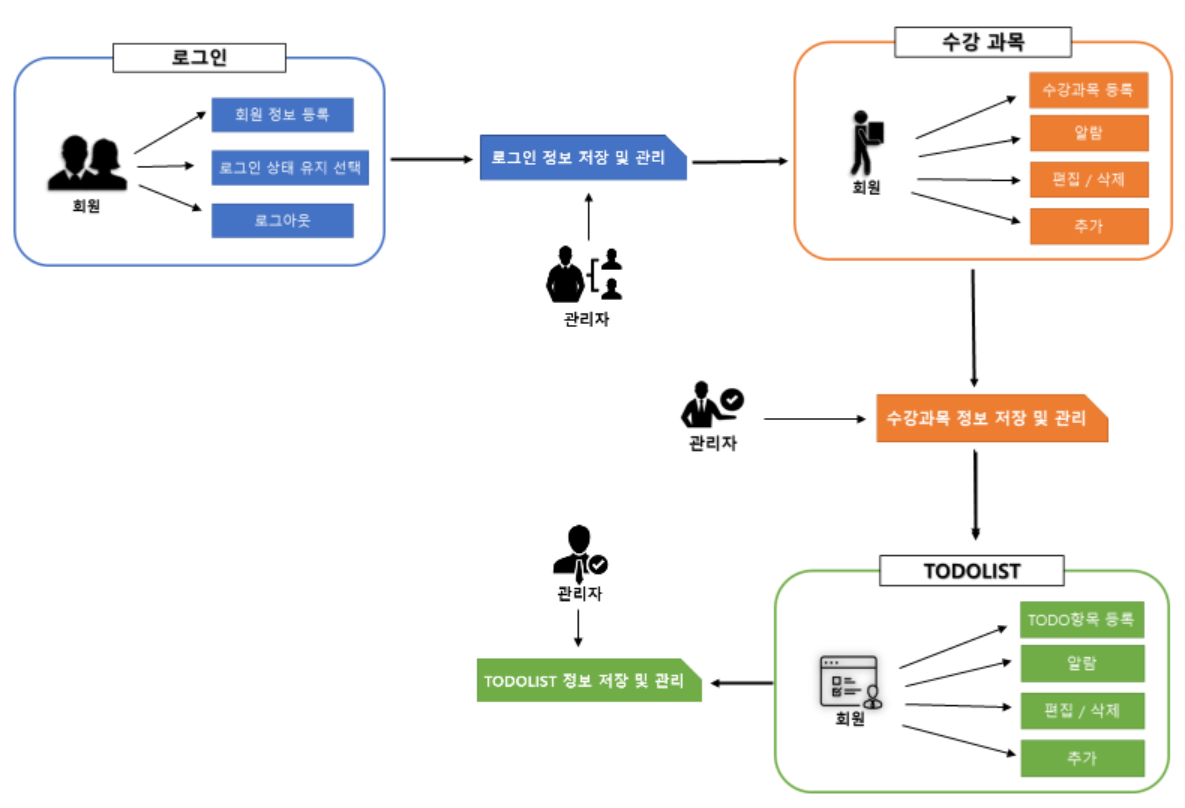 로그인
회원 정보 등록
로그인 상태 유지 선택
로그아웃
회원
로그인 정보 저장 및 관리
관리자
수강 과목
수강과목 등록
알람
편집 / 삭제
추가
회원
관리자
수강과목 정보 저장 및 관리
TODOLIST
TODO항목 등록
알람
편집 / 삭제
추가
회원
관리자
TODOLIST 정보 저장 및 관리